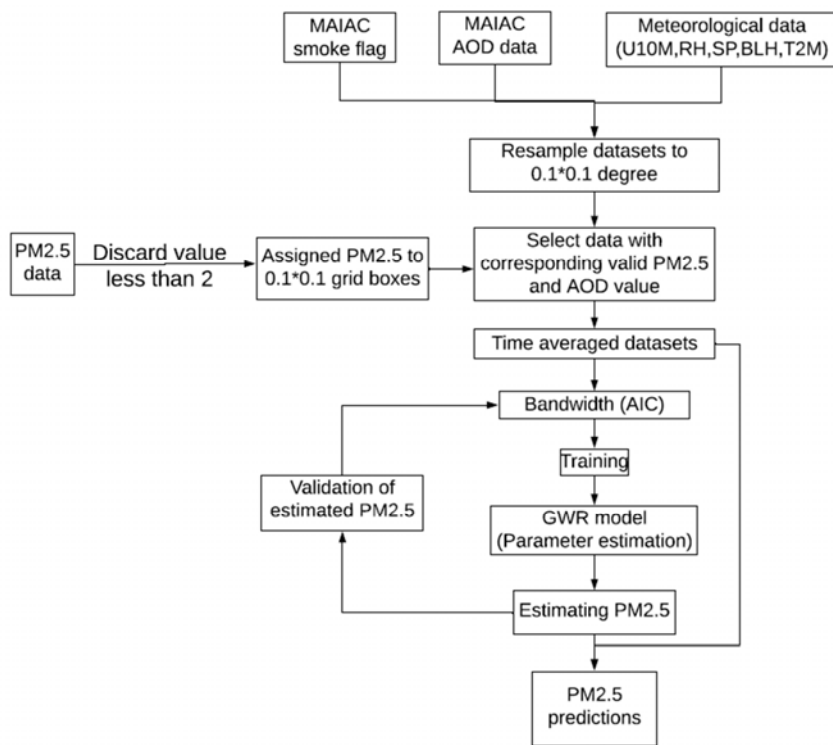 MAIAC
smoke flag
MAIAC
AOD data
Meteorological data
(U10M,RH,SP,BLH,T2M)
Resample datasets to
0.1*0.1 degree
PM2.5
data
Discard value
less than 2
Assigned PM2.5 to
0.1*0.1 grid boxes
Select data with
corresponding valid PM2.5
and AOD value
Time averaged datasets
Bandwidth (AIC)
Training
Validation of
estimated PM2.5
GWR model
(Parameter estimation)
Estimating PM2.5
PM2.5
predictions